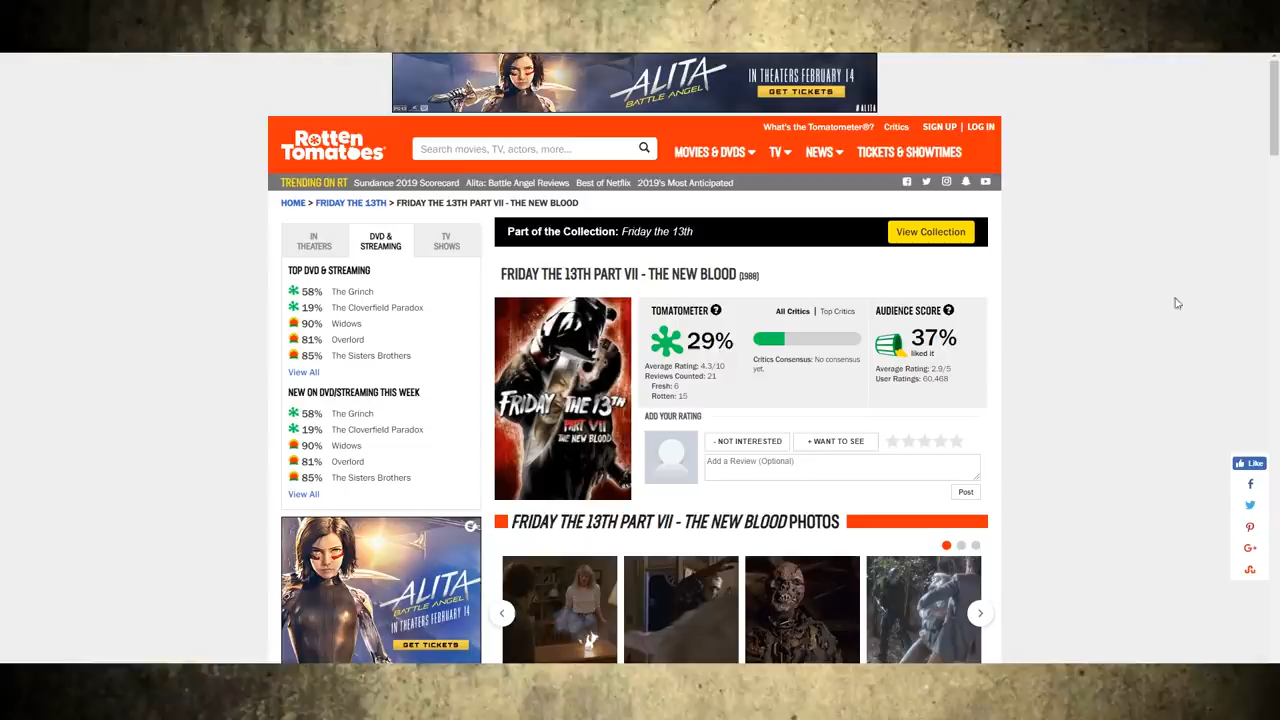 ALITA
BATTLE ANGEL
IN THEATERS FEBRUARY 14
GET TICKETS
#ALITA
Rotten
Tomatoes
Search movies, TV, actors, more...
What's the Tomatometer®?
Critics
SIGN UP | LOG IN
MOVIES & DVDS
TV
NEWS
TICKETS & SHOWTIMES
TRENDING ON RT
Sundance 2019 Scorecard
Alita: Battle Angel Reviews
Best of Netflix
2019's Most Anticipated
HOME > FRIDAY THE 13TH > FRIDAY THE 13TH PART VII - THE NEW BLOOD
IN
THEATERS
DVD &
STREAMING
TV
SHOWS
TOP DVD & STREAMING
58% The Grinch
19% The Cloverfield Paradox
90% Widows
81% Overlord
85% The Sisters Brothers
View All
NEW ON DVD/STREAMING THIS WEEK
58% The Grinch
19% The Cloverfield Paradox
90% Widows
81% Overlord
85% The Sisters Brothers
View All
ALITA
BATTLE ANGEL
IN THEATERS FEBRUARY 14
GET TICKETS
Part of the Collection: Friday the 13th
View Collection
FRIDAY THE 13TH PART VII - THE NEW BLOOD (1988)
FRIDAY THE 13TH
PART VII
THE NEW BLOOD
TOMATOMETER
All Critics | Top Critics
29%
Average Rating: 4.3/10
Reviews Counted: 21
Fresh: 6
Rotten: 15
Critics Consensus: No consensus
yet.
AUDIENCE SCORE
37%
liked it
Average Rating: 2.9/5
User Ratings: 60,468
ADD YOUR RATING
- NOT INTERESTED
+ WANT TO SEE
Add a Review (Optional)
Post
FRIDAY THE 13TH PART VII - THE NEW BLOOD PHOTOS
Like